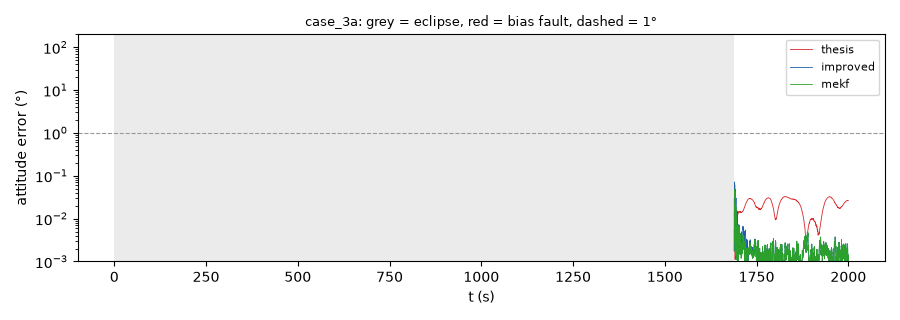 case_3a: grey = eclipse, red = bias fault, dashed = 1°
attitude error (°)
10²
10¹
10⁰
10⁻¹
10⁻²
10⁻³
thesis
improved
mekf
0 250 500 750 1000 1250 1500 1750 2000
t (s)